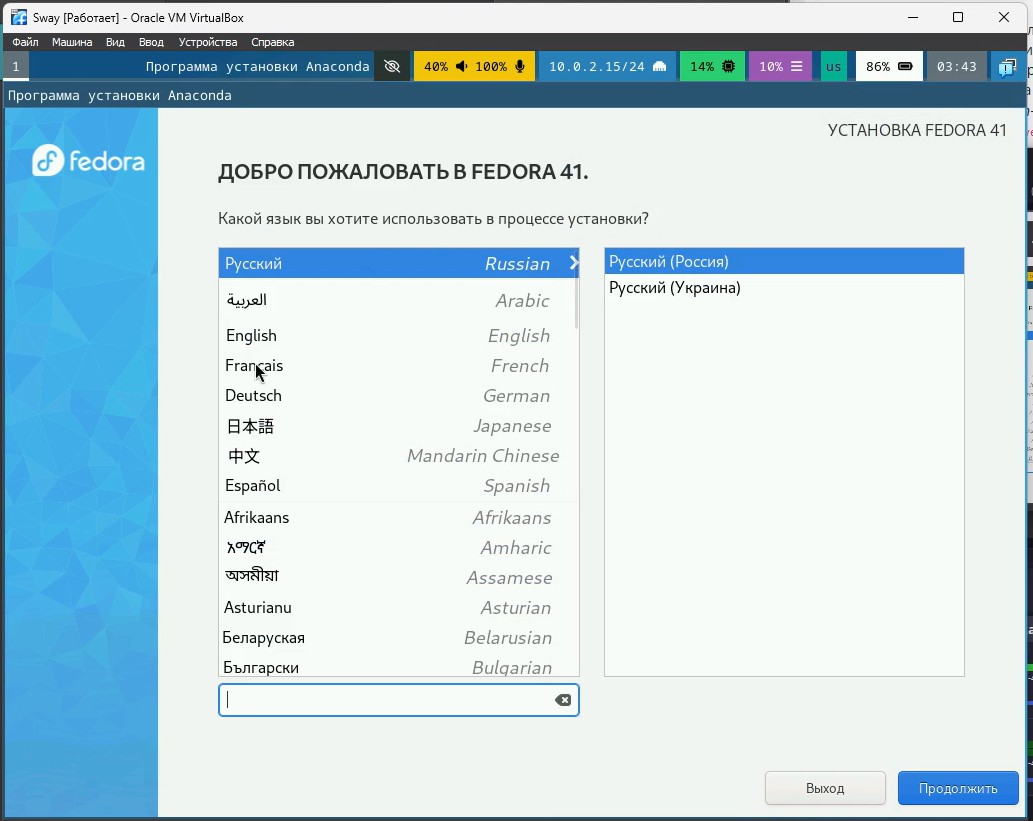 Sway [Работает] - Oracle VM VirtualBox
Файл Машина Вид Ввод Устройства Справка
1 Программа установки Anaconda 40% 100% 10.0.2.15/24 14% 10% us 86% 03:43
Программа установки Anaconda
fedora
УСТАНОВКА FEDORA 41
ДОБРО ПОЖАЛОВАТЬ В FEDORA 41.
Какой язык вы хотите использовать в процессе установки?
Русский Russian
العربية Arabic
English English
Français French
Deutsch German
日本語 Japanese
中文 Mandarin Chinese
Español Spanish
Afrikaans Afrikaans
አማርኛ Amharic
অসমীয়া Assamese
Asturianu Asturian
Беларуская Belarusian
Български Bulgarian
Русский (Россия)
Русский (Украина)
Выход
Продолжить